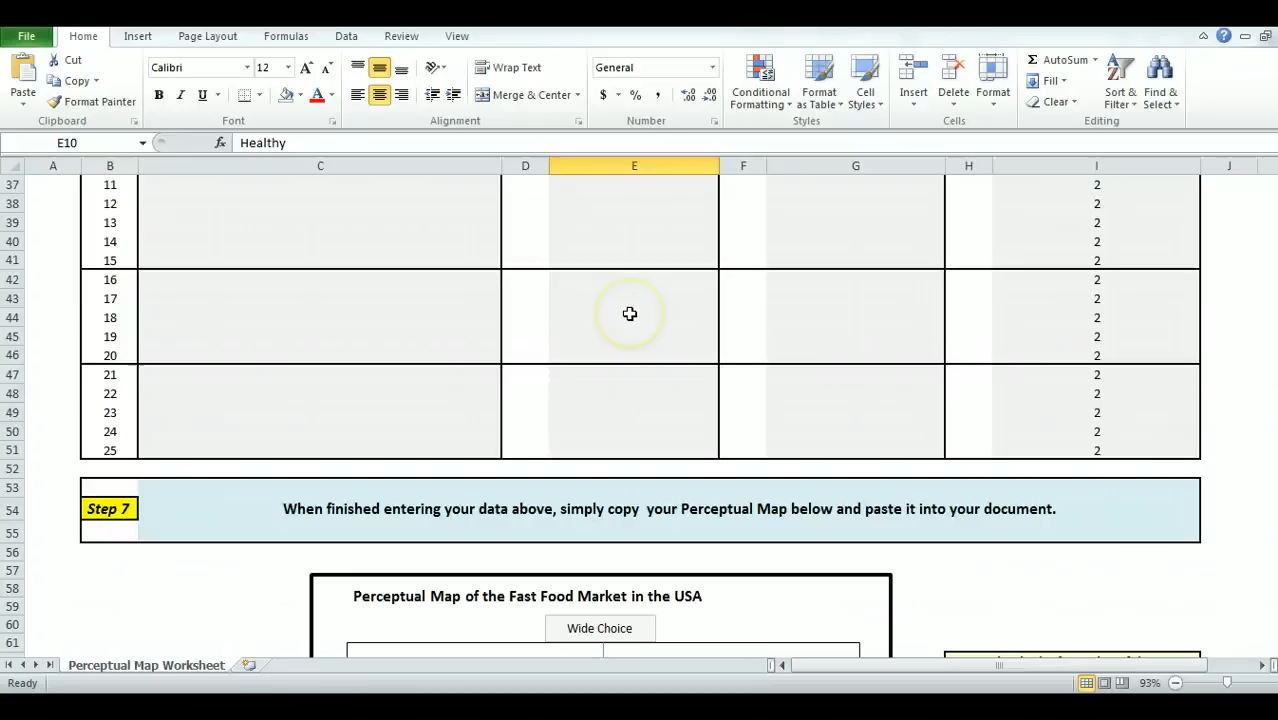 File Home Insert Page Layout Formulas Data Review View
Cut
Copy
Format Painter
Paste
Clipboard
Calibri 12
B I U
Font
Wrap Text
Merge & Center
Alignment
General
$ % ,
Number
Conditional Formatting
Format as Table
Cell Styles
Styles
Insert Delete Format
Cells
AutoSum
Fill
Clear
Sort & Filter
Find & Select
Editing
E10 fx Healthy
A B C D E F G H I J
37 11 2
38 12 2
39 13 2
40 14 2
41 15 2
42 16 2
43 17 2
44 18 2
45 19 2
46 20 2
47 21 2
48 22 2
49 23 2
50 24 2
51 25 2
52
53
54 Step 7 When finished entering your data above, simply copy your Perceptual Map below and paste it into your document.
55
56
57
58 Perceptual Map of the Fast Food Market in the USA
59
60 Wide Choice
61
Perceptual Map Worksheet
Ready 93%